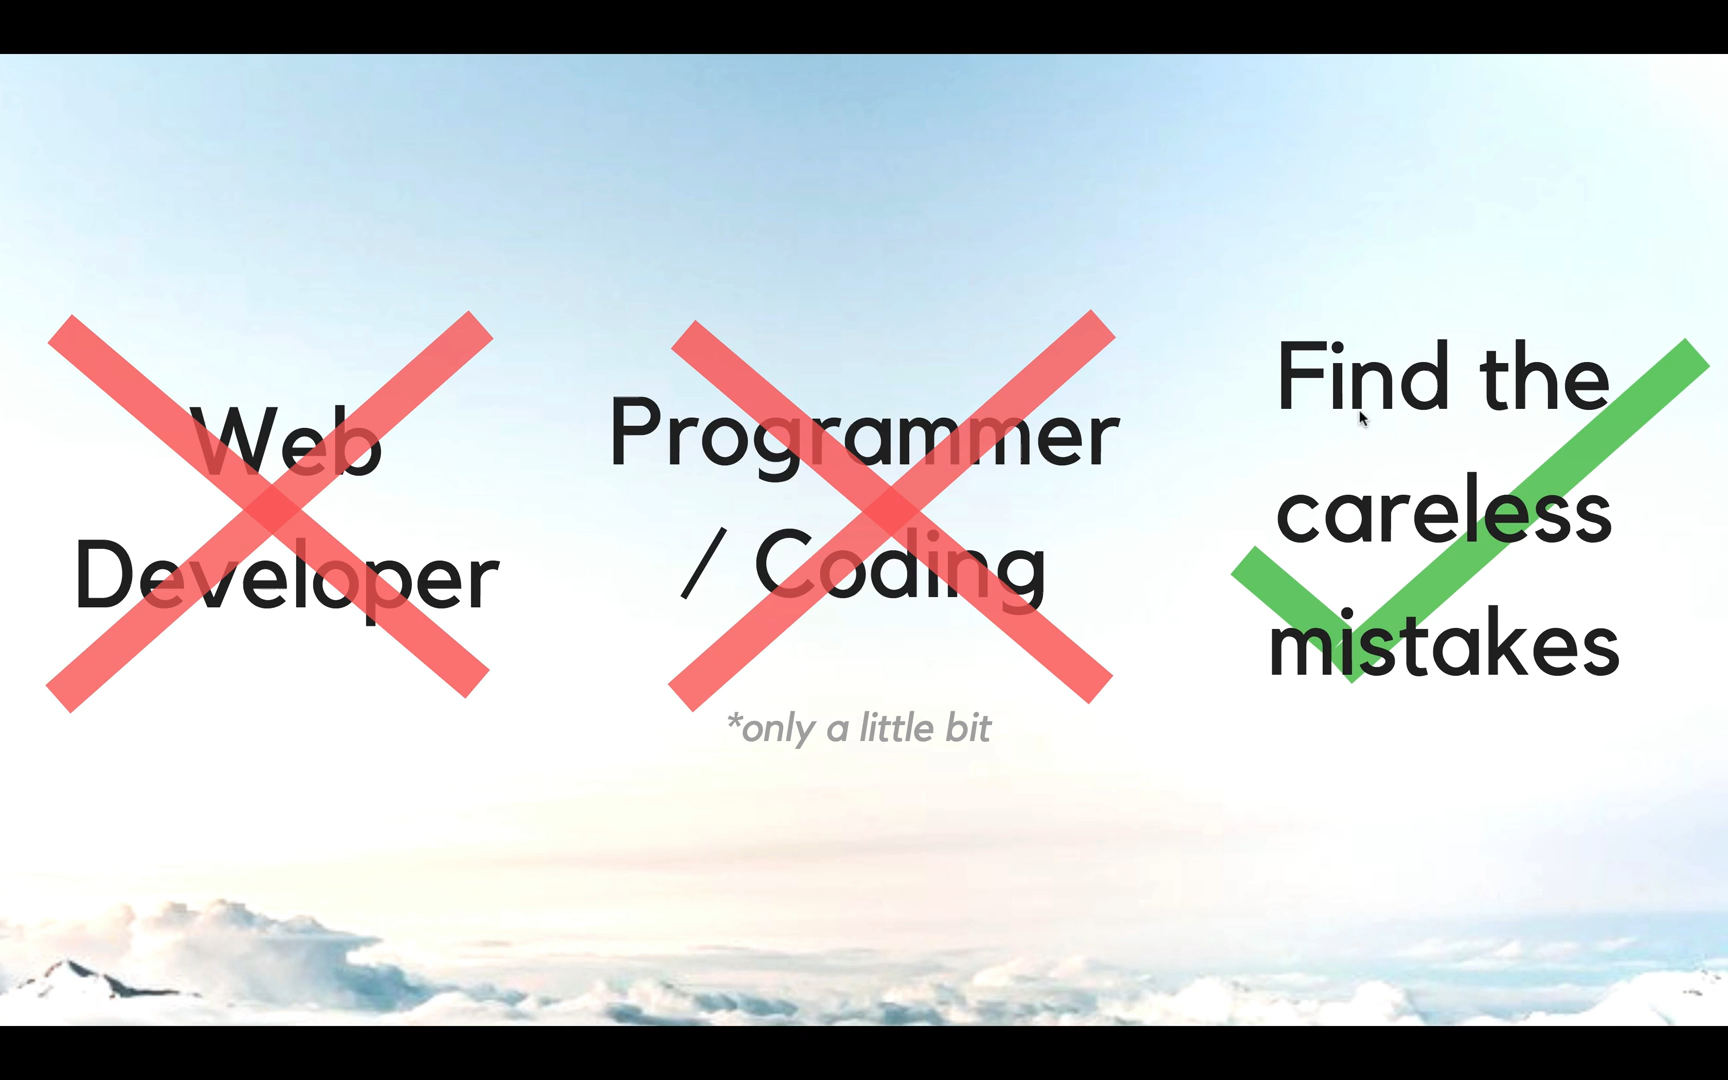 Web
Developer
Programmer
/ Coding
*only a little bit
Find the
careless
mistakes